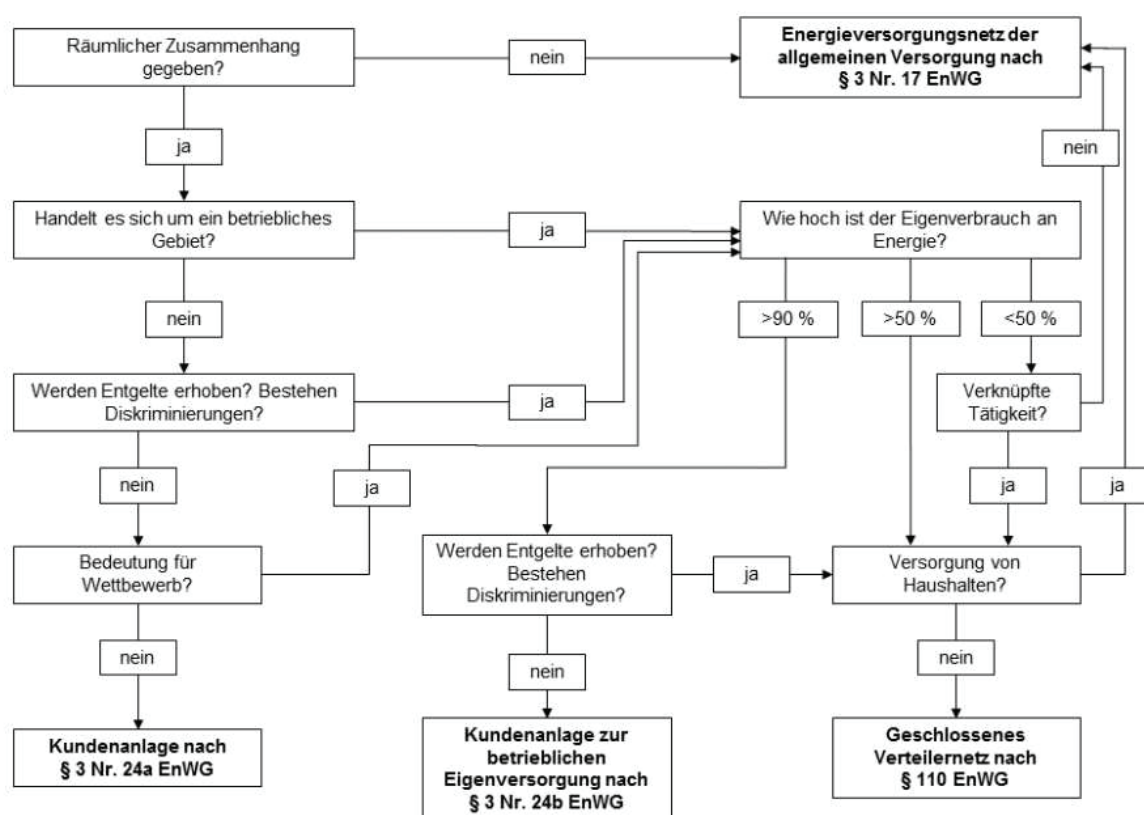 Räumlicher Zusammenhang
gegeben?
nein
Energieversorgungsnetz der
allgemeinen Versorgung nach
§ 3 Nr. 17 EnWG
ja
nein
Handelt es sich um ein betriebliches
Gebiet?
ja
Wie hoch ist der Eigenverbrauch an
Energie?
nein
>90 %
>50 %
<50 %
Werden Entgelte erhoben? Bestehen
Diskriminierungen?
ja
Verknüpfte
Tätigkeit?
nein
ja
ja
ja
Bedeutung für
Wettbewerb?
Werden Entgelte erhoben?
Bestehen
Diskriminierungen?
ja
Versorgung von
Haushalten?
nein
nein
nein
Kundenanlage nach
§ 3 Nr. 24a EnWG
Kundenanlage zur
betrieblichen
Eigenversorgung nach
§ 3 Nr. 24b EnWG
Geschlossenes
Verteilernetz nach
§ 110 EnWG